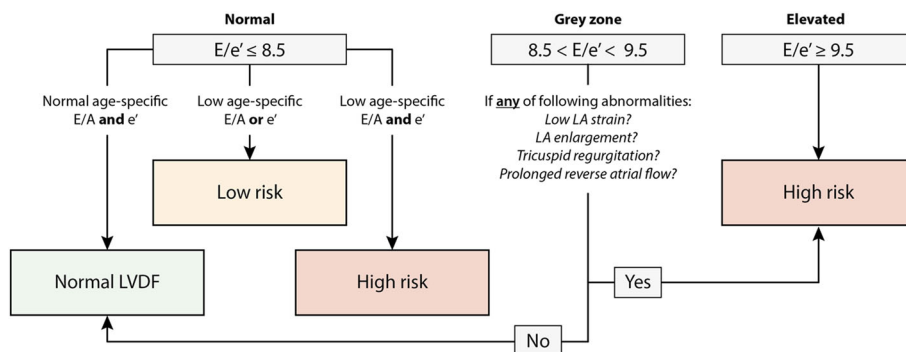 Normal
E/e’ ≤ 8.5
Normal age-specific
E/A and e’
Low age-specific
E/A or e’
Low age-specific
E/A and e’
Low risk
Normal LVDF
High risk
Grey zone
8.5 < E/e’ < 9.5
If any of following abnormalities:
Low LA strain?
LA enlargement?
Tricuspid regurgitation?
Prolonged reverse atrial flow?
Yes
No
Elevated
E/e’ ≥ 9.5
High risk